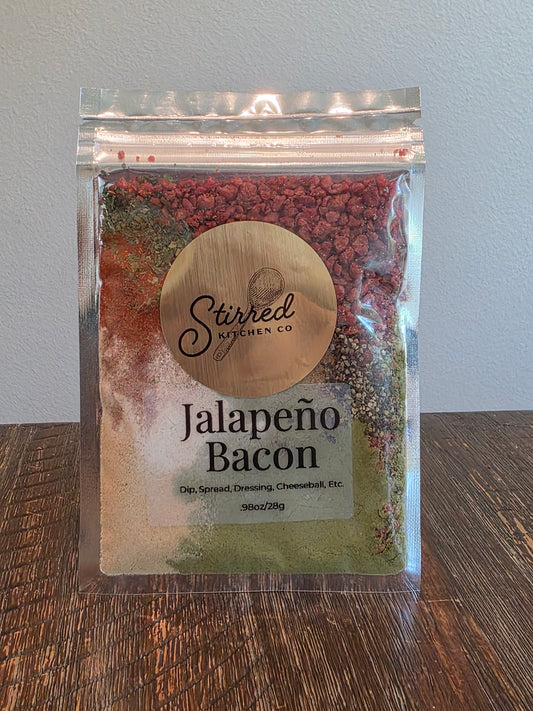 Stirred
KITCHEN CO
Jalapeño
Bacon
Dip, Spread, Dressing, Cheeseball, Etc.
.98oz/28g